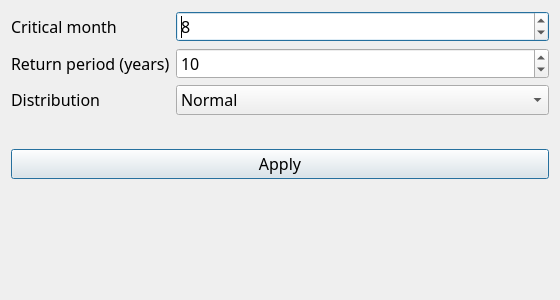 Critical month 8
Return period (years) 10
Distribution Normal
Apply